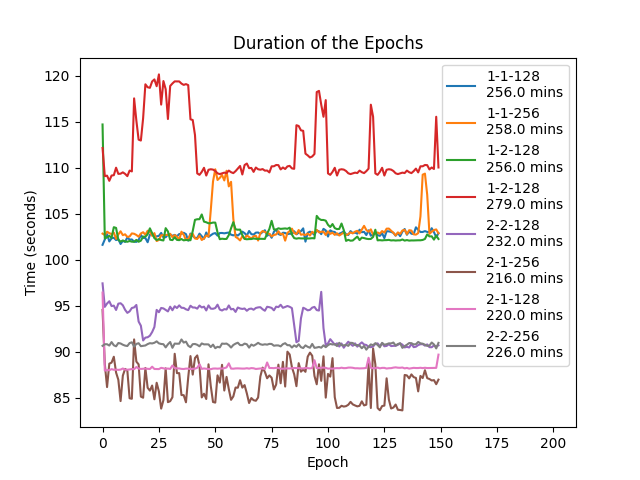 Duration of the Epochs
Time (seconds)
120
115
110
105
100
95
90
85
0
25
50
75
100
125
150
175
200
Epoch
1-1-128
256.0 mins
1-1-256
258.0 mins
1-2-128
256.0 mins
1-2-128
279.0 mins
2-2-128
232.0 mins
2-1-256
216.0 mins
2-1-128
220.0 mins
2-2-256
226.0 mins